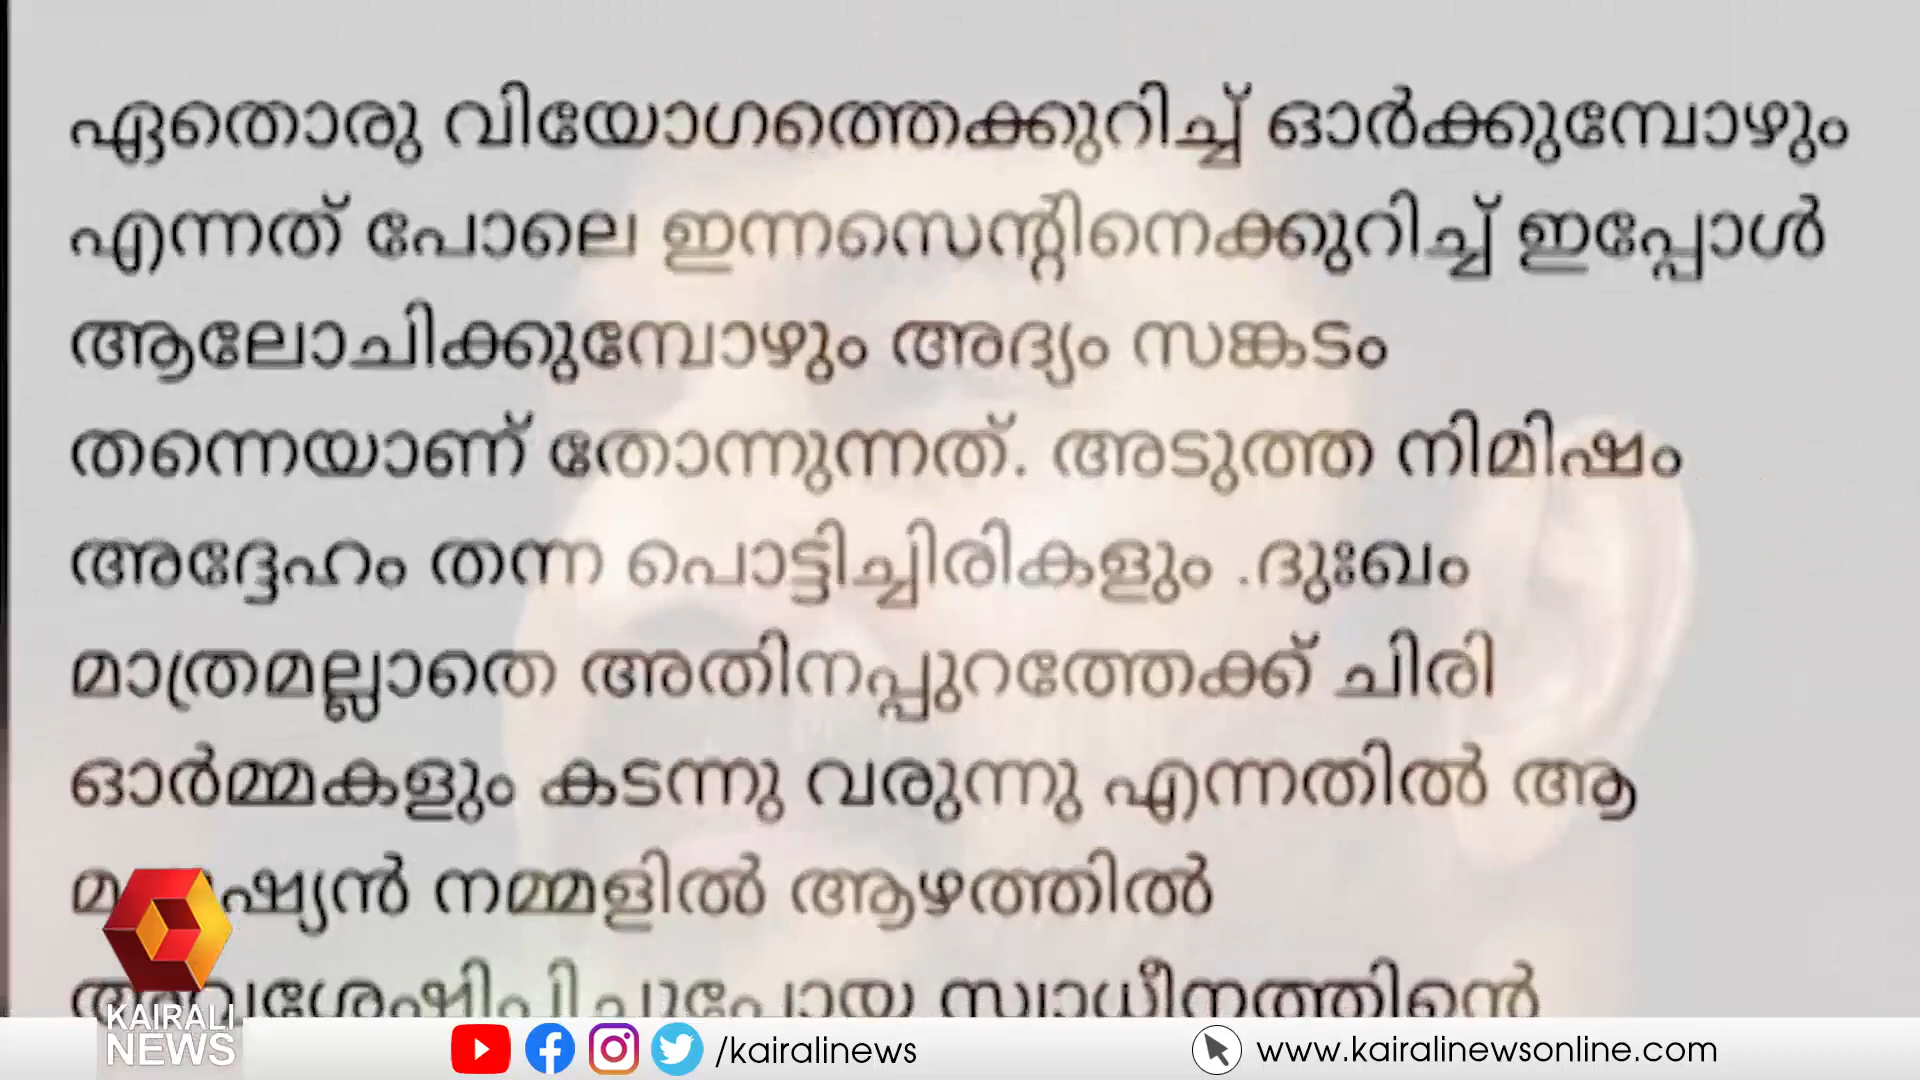 ഏതൊരു വിയോഗത്തെക്കുറിച്ച് ഓർക്കുമ്പോഴും
എന്നത് പോലെ ഇന്നസെന്റിനെക്കുറിച്ച് ഇപ്പോൾ
ആലോചിക്കുമ്പോഴും അദ്യം സങ്കടം
തന്നെയാണ് തോന്നുന്നത്. അടുത്ത നിമിഷം
അദ്ദേഹം തന്ന പൊട്ടിച്ചിരികളും .ദുഃഖം
മാത്രമല്ലാതെ അതിനപ്പുറത്തേക്ക് ചിരി
ഓർമ്മകളും കടന്നു വരുന്നു എന്നതിൽ ആ
നമ്മളിൽ ആഴത്തിൽ
സ്വാധീനത്തിന്റെ
KAIRALI
NEWS
/kairalinews
www.kairalinewsonline.com